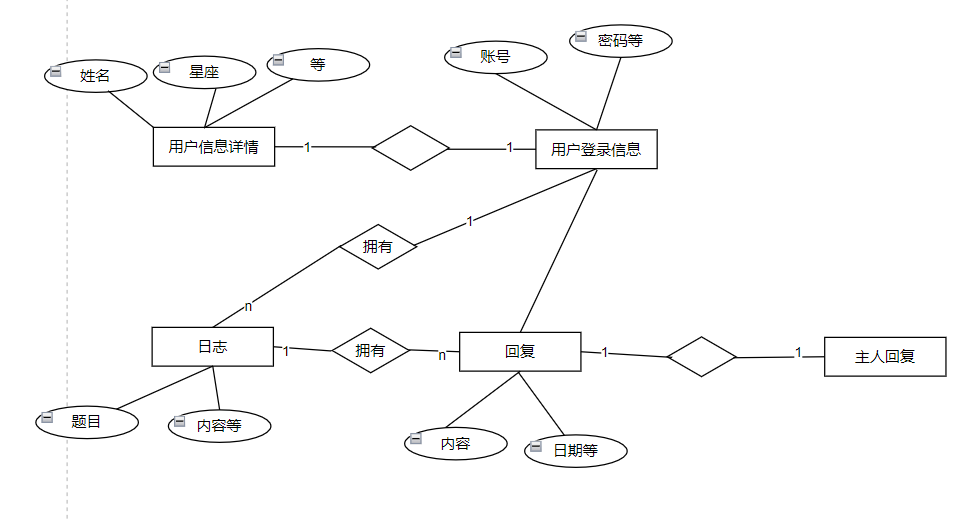 姓名
星座
等
账号
密码等
用户信息详情
1
1
用户登录信息
拥有
1
n
日志
1
拥有
n
回复
1
1
主人回复
题目
内容等
内容
日期等